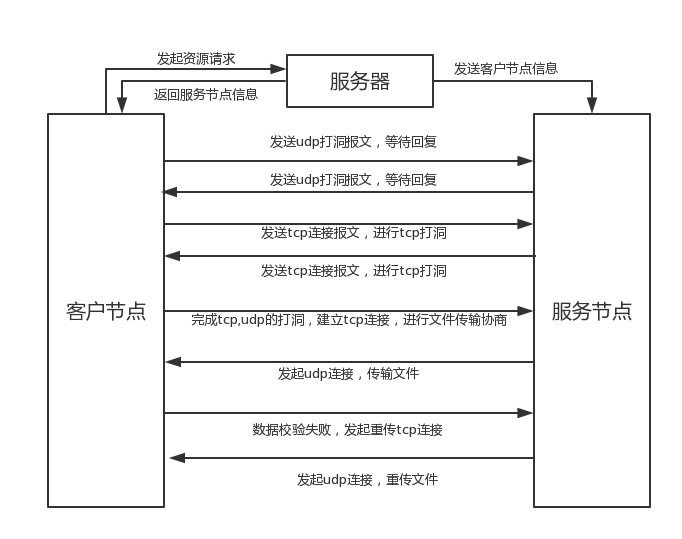 发起资源请求
服务器
发送客户节点信息
返回服务节点信息
发送udp打洞报文，等待回复
发送udp打洞报文，等待回复
发送tcp连接报文，进行tcp打洞
发送tcp连接报文，进行tcp打洞
客户节点
服务节点
完成tcp,udp的打洞，建立tcp连接，进行文件传输协商
发起udp连接，传输文件
数据校验失败，发起重传tcp连接
发起udp连接，重传文件